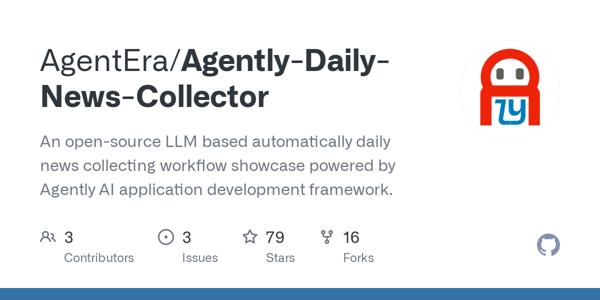 AgentEra/Agently-Daily-
News-Collector
An open-source LLM based automatically daily
news collecting workflow showcase powered by
Agently AI application development framework.
3
Contributors
3
Issues
79
Stars
16
Forks
zy